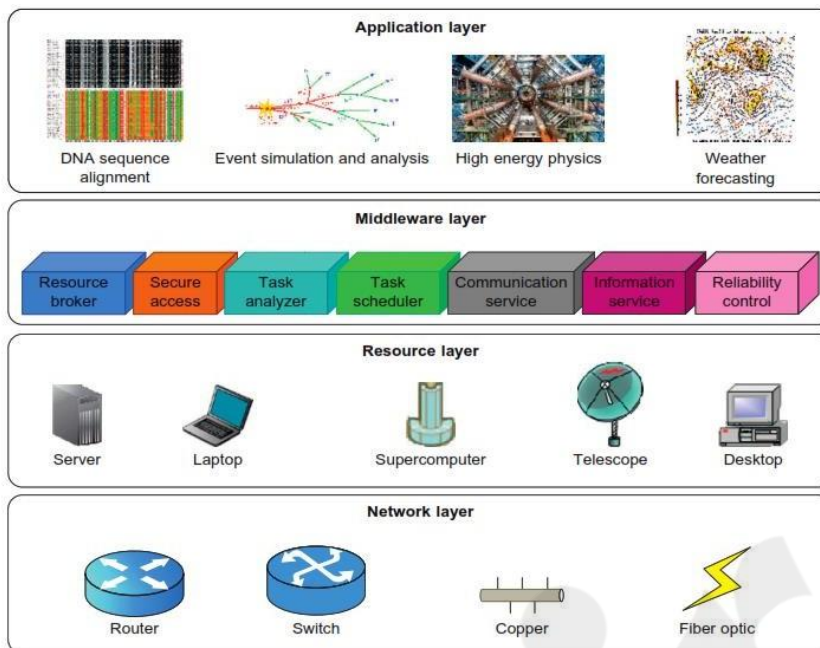 Application layer
DNA sequence
alignment
Event simulation and analysis
High energy physics
Weather
forecasting
Middleware layer
Resource
broker
Secure
access
Task
analyzer
Task
scheduler
Communication
service
Information
service
Reliability
control
Resource layer
Server
Laptop
Supercomputer
Telescope
Desktop
Network layer
Router
Switch
Copper
Fiber optic